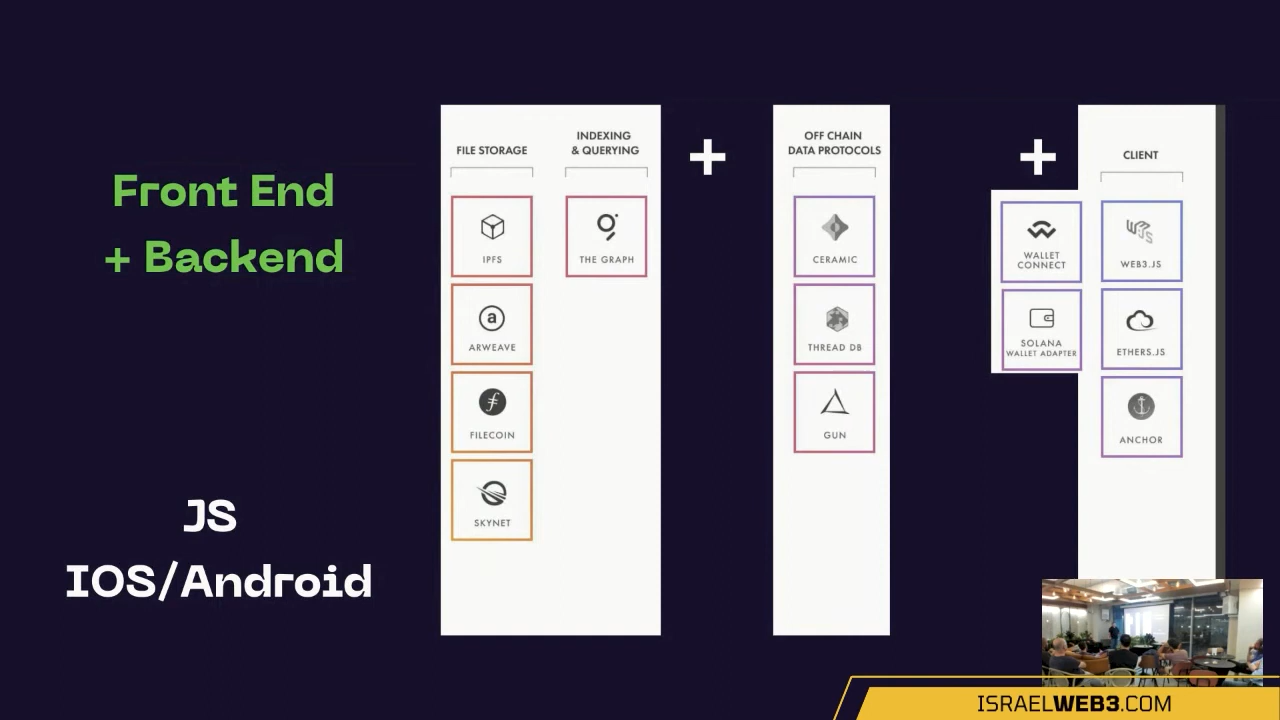 Front End
+ Backend
JS
IOS/Android
FILE STORAGE
IPFS
ARWEAVE
FILECOIN
SKYNET
INDEXING
& QUERYING
THE GRAPH
+
OFF CHAIN
DATA PROTOCOLS
CERAMIC
THREAD DB
GUN
+
WALLET
CONNECT
SOLANA
WALLET ADAPTER
CLIENT
WEB3.JS
ETHERS.JS
ANCHOR
ISRAELWEB3.COM